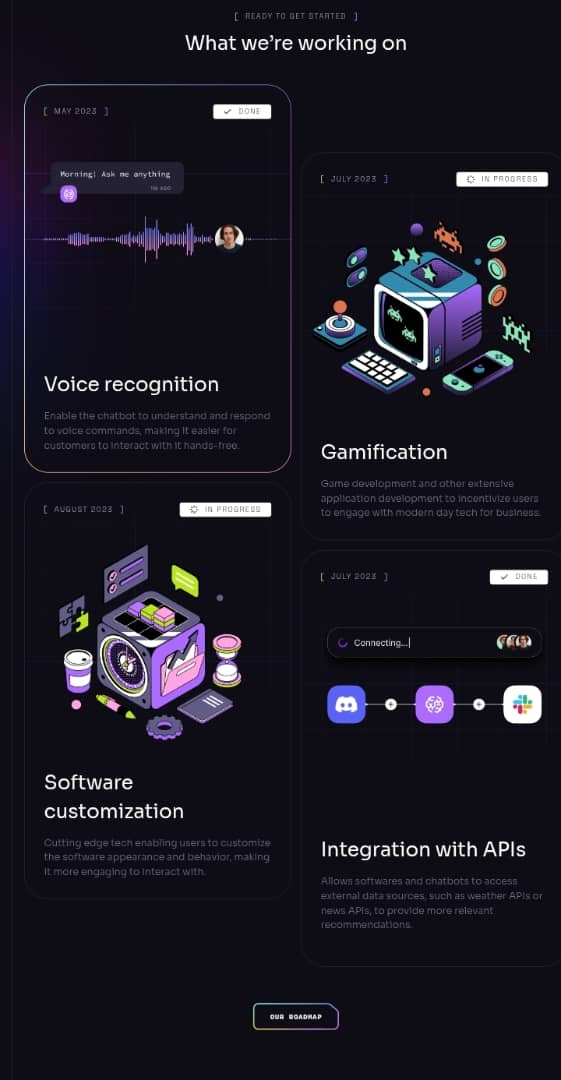 [ READY TO GET STARTED ]
What we're working on
[ MAY 2023 ]
DONE
Morning! Ask me anything
Voice recognition
Enable the chatbot to understand and respond
to voice commands, making it easier for
customers to interact with it hands-free.
[ JULY 2023 ]
IN PROGRESS
Gamification
Game development and other extensive
application development to incentivize users
to engage with modern day tech for business.
[ AUGUST 2023 ]
IN PROGRESS
Software
customization
Cutting edge tech enabling users to customize
the software appearance and behavior, making
it more engaging to interact with.
[ JULY 2023 ]
DONE
Connecting...|
Integration with APIs
Allows softwares and chatbots to access
external data sources, such as weather APIs or
news APIs, to provide more relevant
recommendations.
OUR ROADMAP